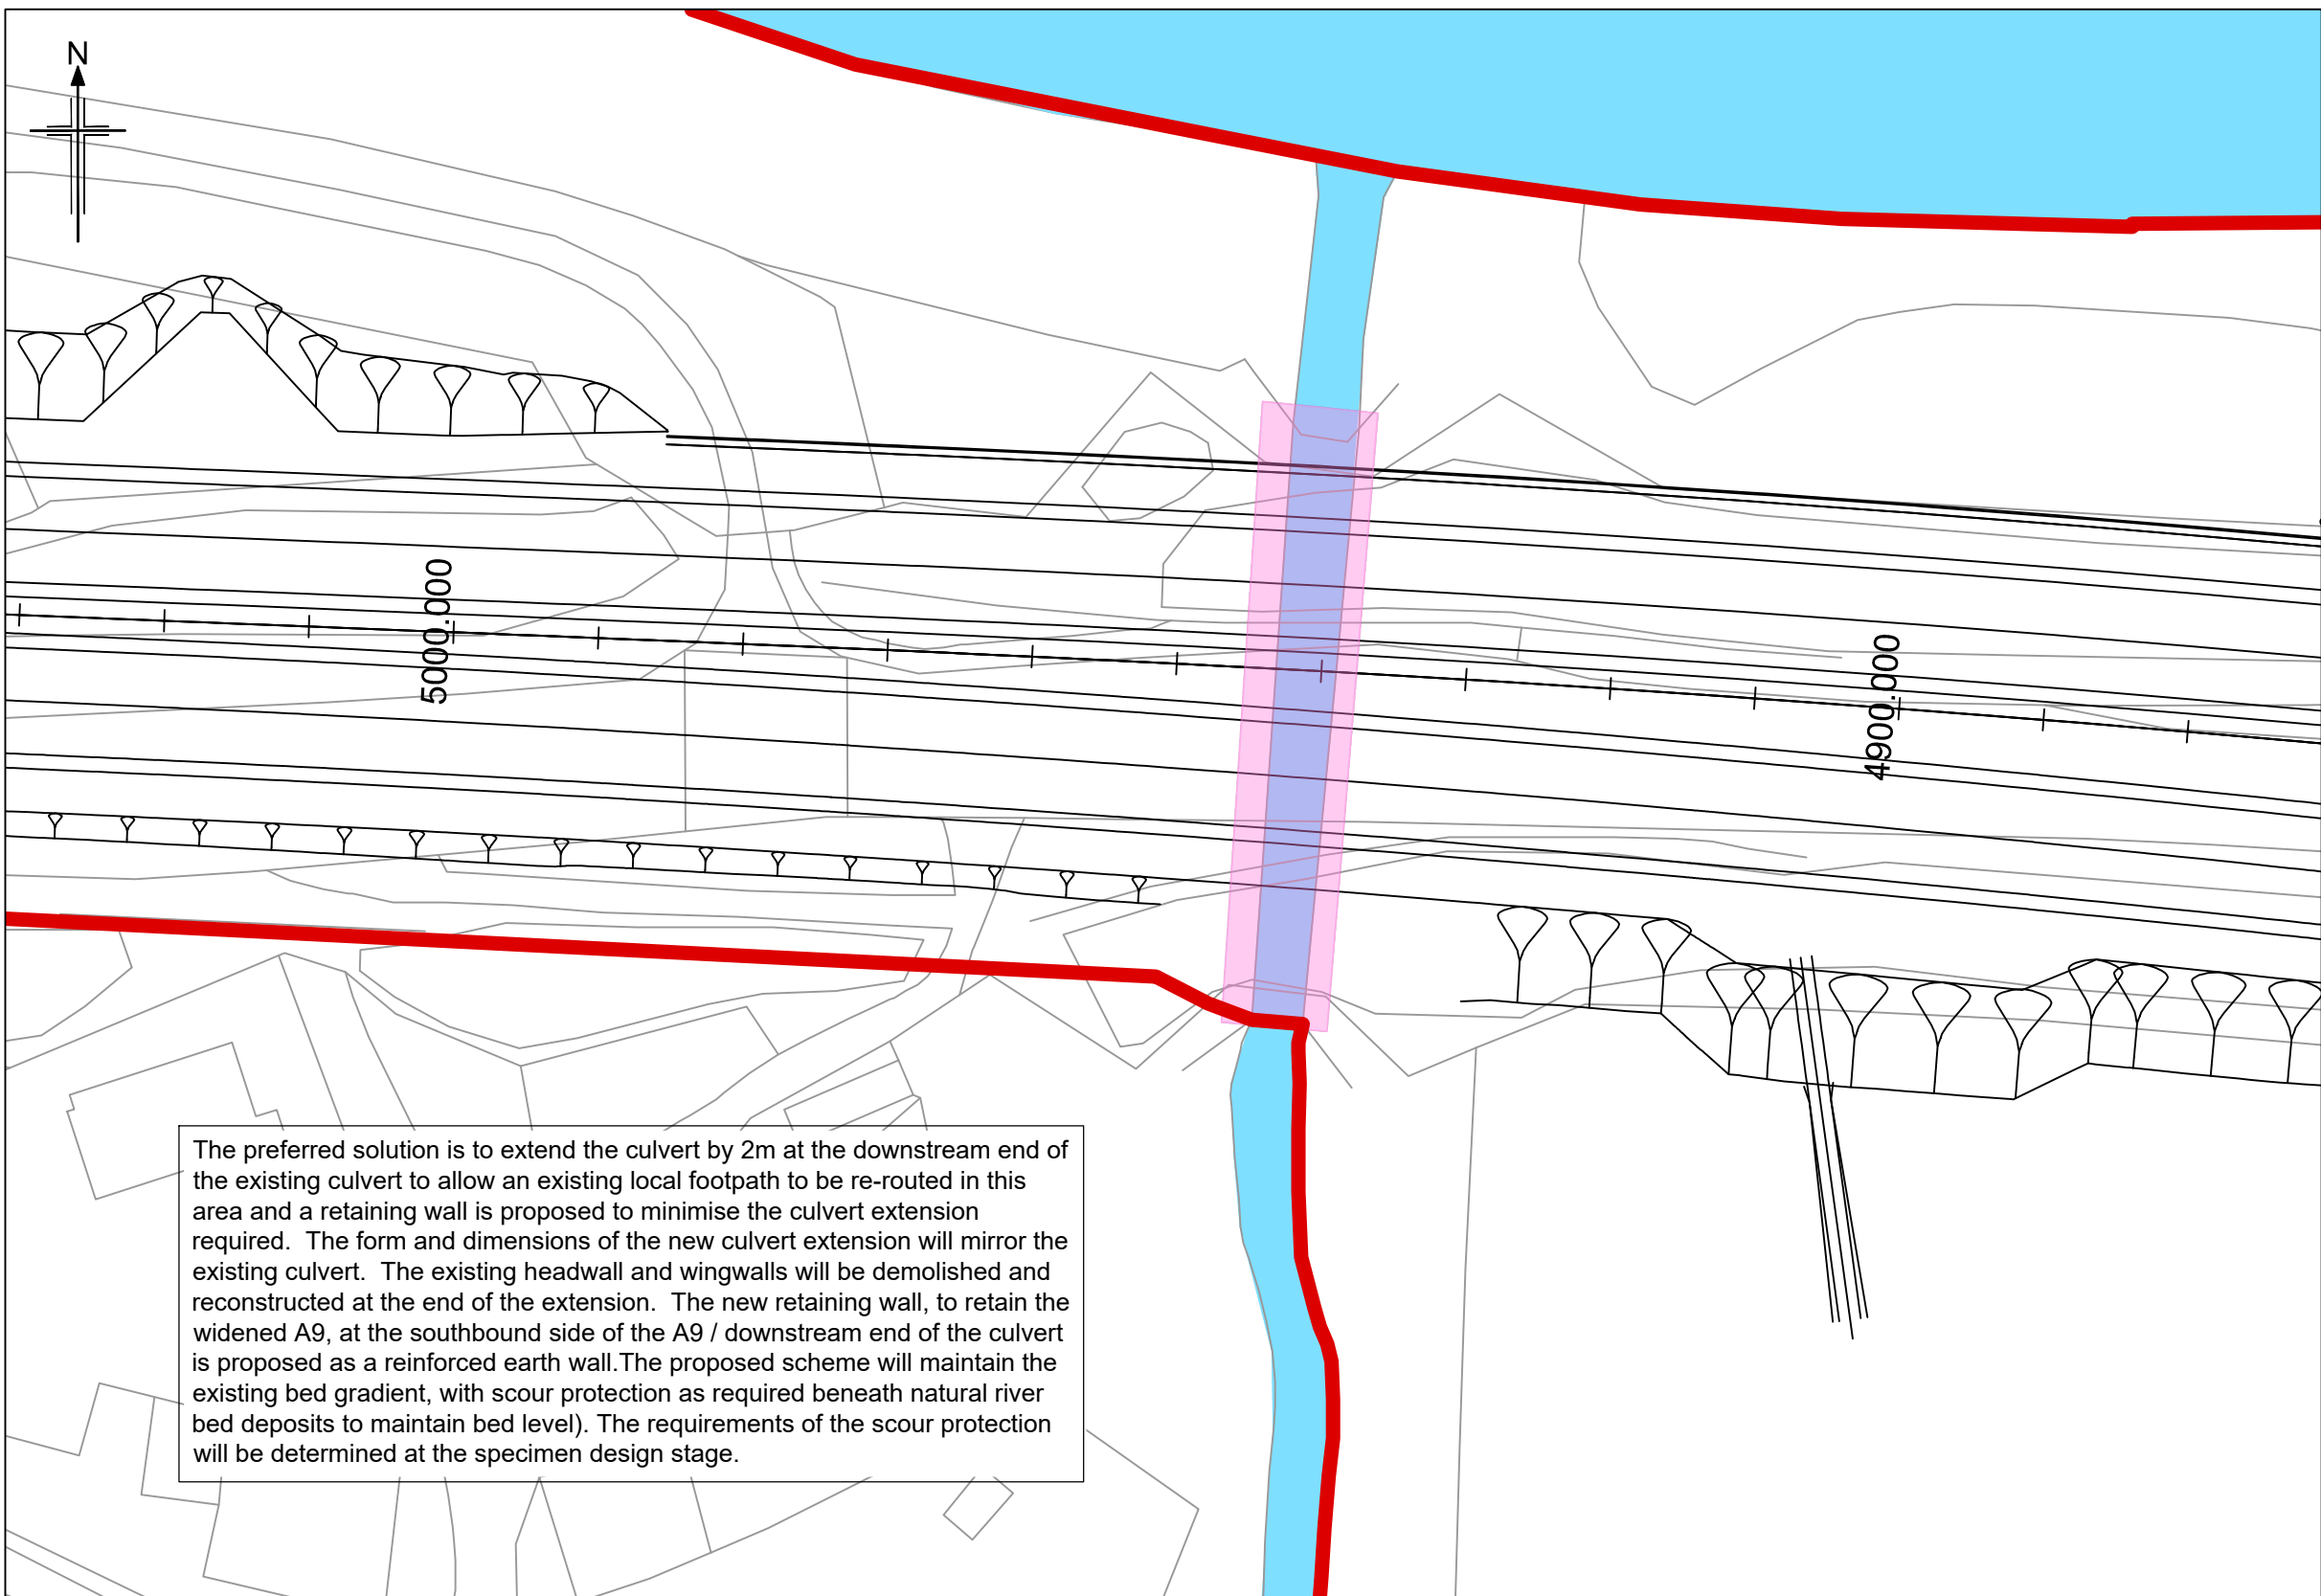 N
5000.000
4900.000
The preferred solution is to extend the culvert by 2m at the downstream end of
the existing culvert to allow an existing local footpath to be re-routed in this
area and a retaining wall is proposed to minimise the culvert extension
required.  The form and dimensions of the new culvert extension will mirror the
existing culvert.  The existing headwall and wingwalls will be demolished and
reconstructed at the end of the extension.  The new retaining wall, to retain the
widened A9, at the southbound side of the A9 / downstream end of the culvert
is proposed as a reinforced earth wall.The proposed scheme will maintain the
existing bed gradient, with scour protection as required beneath natural river
bed deposits to maintain bed level). The requirements of the scour protection
will be determined at the specimen design stage.